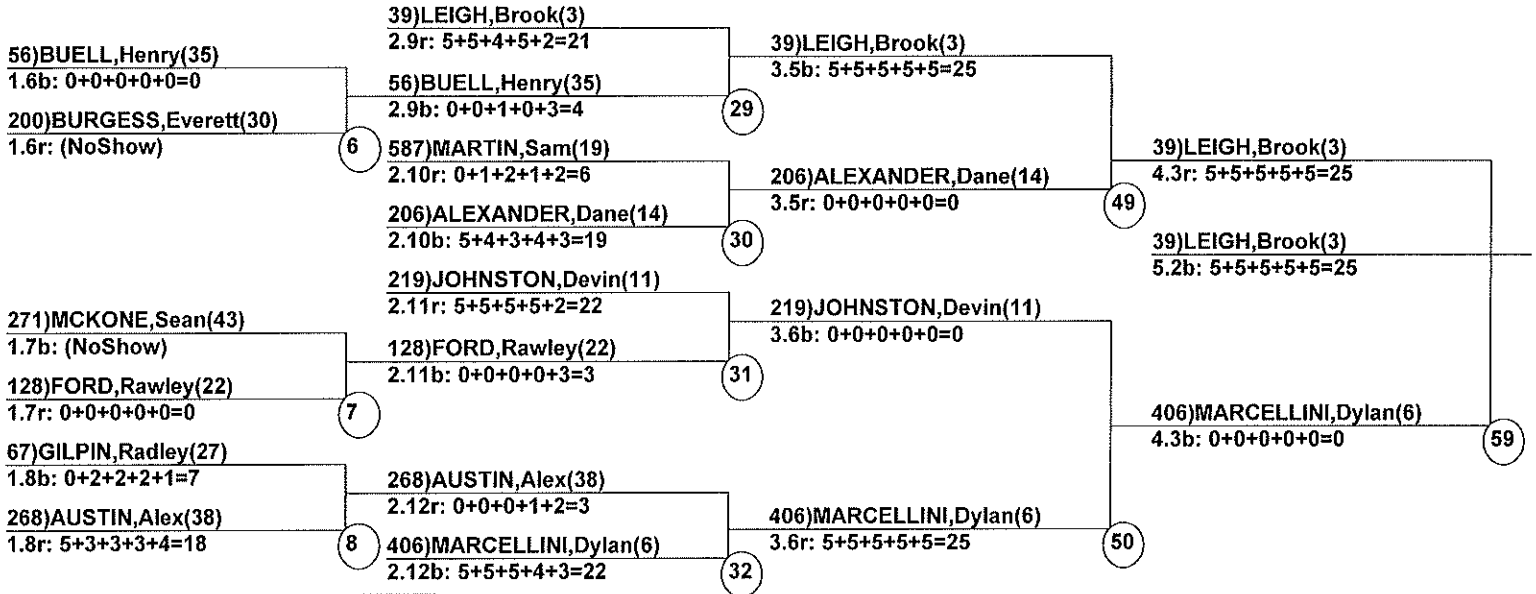 56)BUELL,Henry(35)
1.6b: 0+0+0+0+0=0
200)BURGESS,Everett(30)
1.6r: (NoShow)
6
271)MCKONE,Sean(43)
1.7b: (NoShow)
128)FORD,Rawley(22)
1.7r: 0+0+0+0+0=0
7
67)GILPIN,Radley(27)
1.8b: 0+2+2+2+1=7
268)AUSTIN,Alex(38)
1.8r: 5+3+3+3+4=18
8
39)LEIGH,Brook(3)
2.9r: 5+5+4+5+2=21
56)BUELL,Henry(35)
2.9b: 0+0+1+0+3=4
29
587)MARTIN,Sam(19)
2.10r: 0+1+2+1+2=6
206)ALEXANDER,Dane(14)
2.10b: 5+4+3+4+3=19
30
219)JOHNSTON,Devin(11)
2.11r: 5+5+5+5+2=22
128)FORD,Rawley(22)
2.11b: 0+0+0+0+3=3
31
268)AUSTIN,Alex(38)
2.12r: 0+0+0+1+2=3
406)MARCELLINI,Dylan(6)
2.12b: 5+5+5+4+3=22
32
39)LEIGH,Brook(3)
3.5b: 5+5+5+5+5=25
206)ALEXANDER,Dane(14)
3.5r: 0+0+0+0+0=0
49
219)JOHNSTON,Devin(11)
3.6b: 0+0+0+0+0=0
406)MARCELLINI,Dylan(6)
3.6r: 5+5+5+5+5=25
50
39)LEIGH,Brook(3)
4.3r: 5+5+5+5+5=25
39)LEIGH,Brook(3)
5.2b: 5+5+5+5+5=25
406)MARCELLINI,Dylan(6)
4.3b: 0+0+0+0+0=0
59